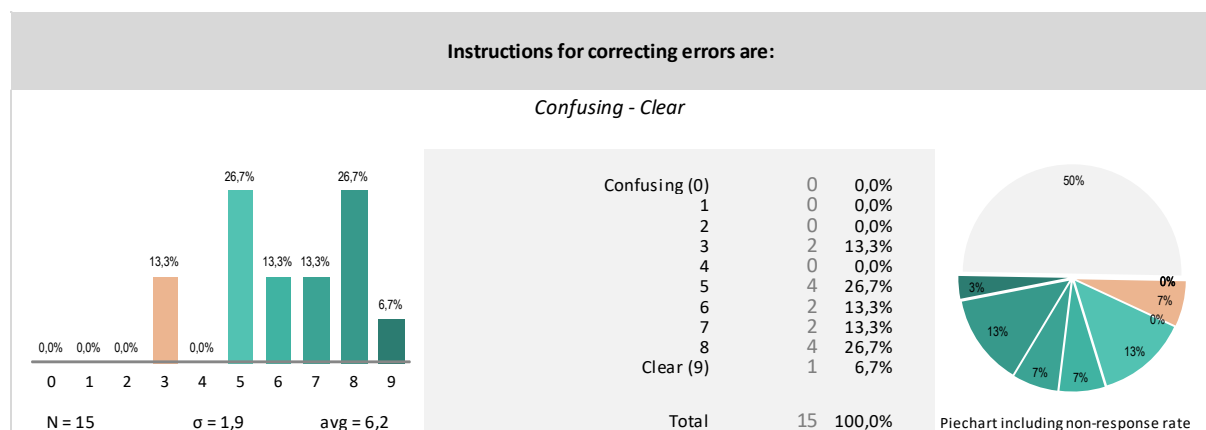 Instructions for correcting errors are:
Confusing - Clear
26,7% 26,7%
13,3% 13,3% 13,3%
6,7%
0,0% 0,0% 0,0% 0,0%
0 1 2 3 4 5 6 7 8 9
N = 15 σ = 1,9 avg = 6,2
Confusing (0) 0 0,0%
1 0 0,0%
2 0 0,0%
3 2 13,3%
4 0 0,0%
5 4 26,7%
6 2 13,3%
7 2 13,3%
8 4 26,7%
Clear (9) 1 6,7%
Total 15 100,0%
50%
0%
7%
0%
13%
7%
7%
13%
3%
Piechart including non-response rate